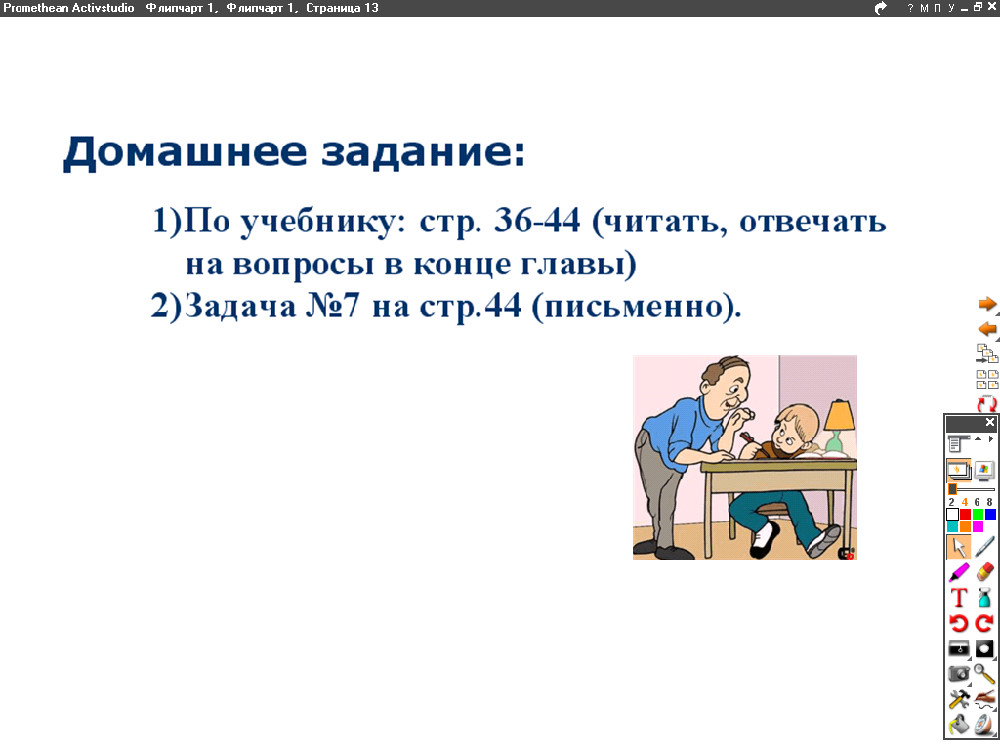 Promethean Activstudio Флипчарт 1, Флипчарт 1, Страница 13
? М П У
Домашнее задание:
1)По учебнику: стр. 36-44 (читать, отвечать
на вопросы в конце главы)
2)Задача №7 на стр.44 (письменно).
2 4 6 8
T